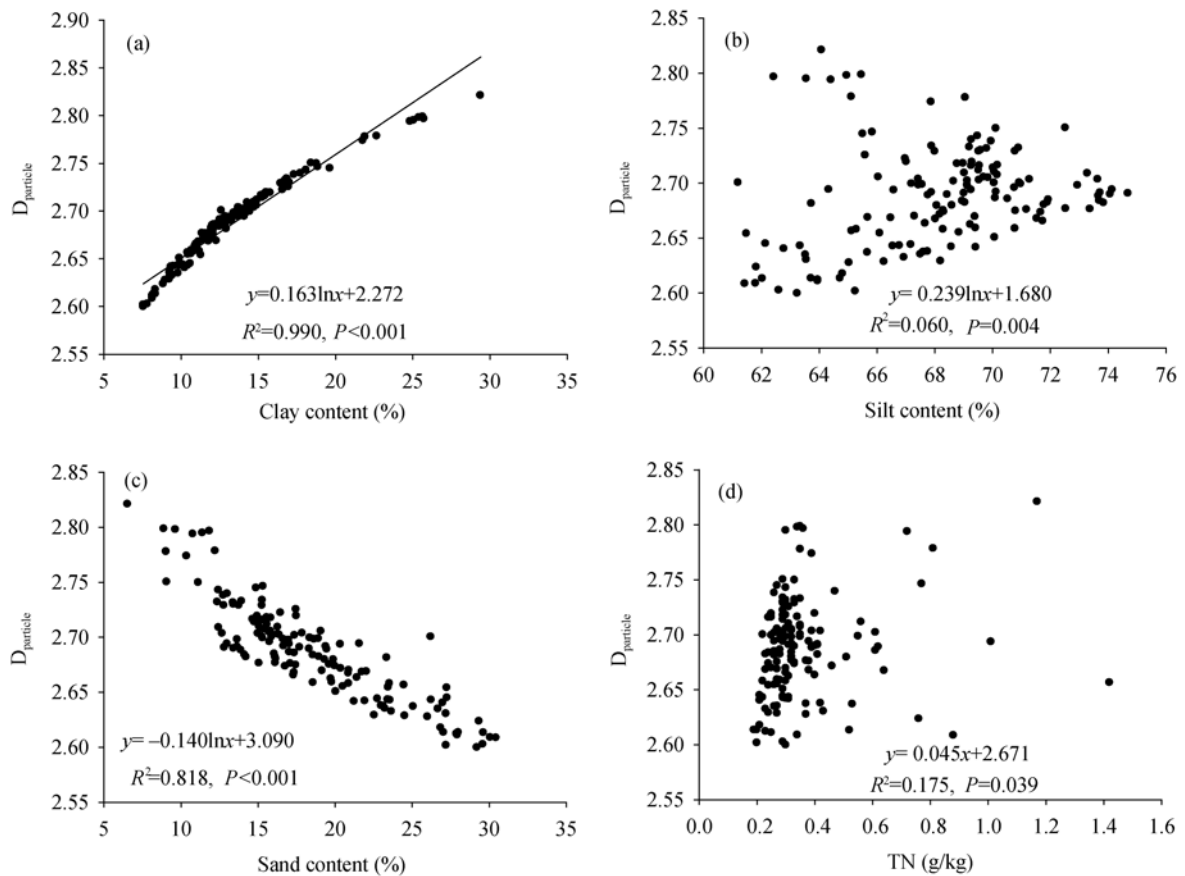 (a)
2.90
2.85
2.80
2.75
2.70
2.65
2.60
2.55
D_particle
y=0.163lnx+2.272
R²=0.990, P<0.001
5 10 15 20 25 30 35
Clay content (%)
(b)
2.85
2.80
2.75
2.70
2.65
2.60
2.55
D_particle
y= 0.239lnx+1.680
R²=0.060, P=0.004
60 62 64 66 68 70 72 74 76
Silt content (%)
(c)
2.85
2.80
2.75
2.70
2.65
2.60
2.55
D_particle
y= –0.140lnx+3.090
R²=0.818, P<0.001
5 10 15 20 25 30 35
Sand content (%)
(d)
2.85
2.80
2.75
2.70
2.65
2.60
2.55
D_particle
y= 0.045x+2.671
R²=0.175, P=0.039
0.0 0.2 0.4 0.6 0.8 1.0 1.2 1.4 1.6
TN (g/kg)